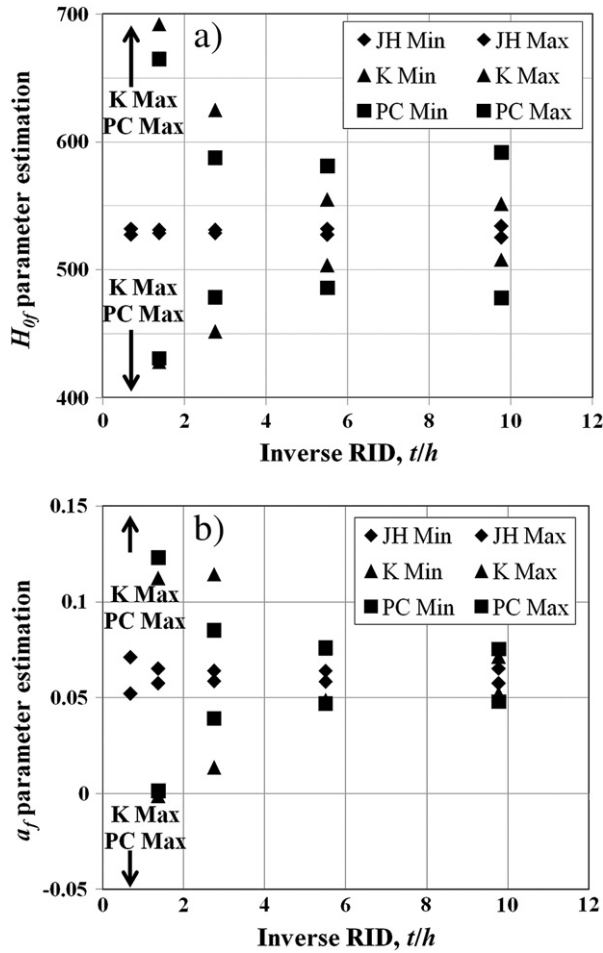 700
600
500
400
H0f parameter estimation
a)
JH Min JH Max
K Min K Max
PC Min PC Max
K Max
PC Max
K Max
PC Max
0 2 4 6 8 10 12
Inverse RID, t/h
0.15
0.1
0.05
0
-0.05
af parameter estimation
b)
JH Min JH Max
K Min K Max
PC Min PC Max
K Max
PC Max
K Max
PC Max
0 2 4 6 8 10 12
Inverse RID, t/h